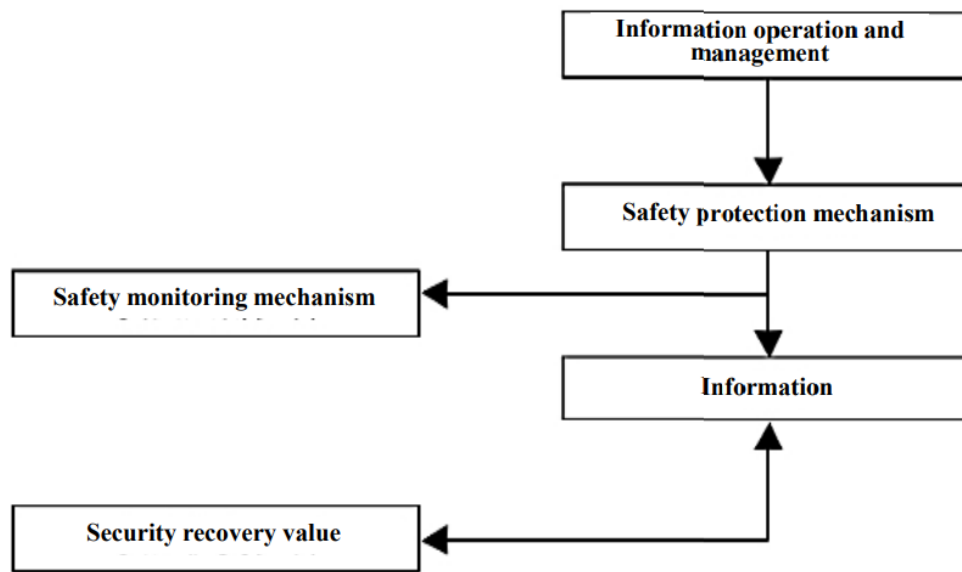 Information operation and
management
Safety protection mechanism
Safety monitoring mechanism
Information
Security recovery value